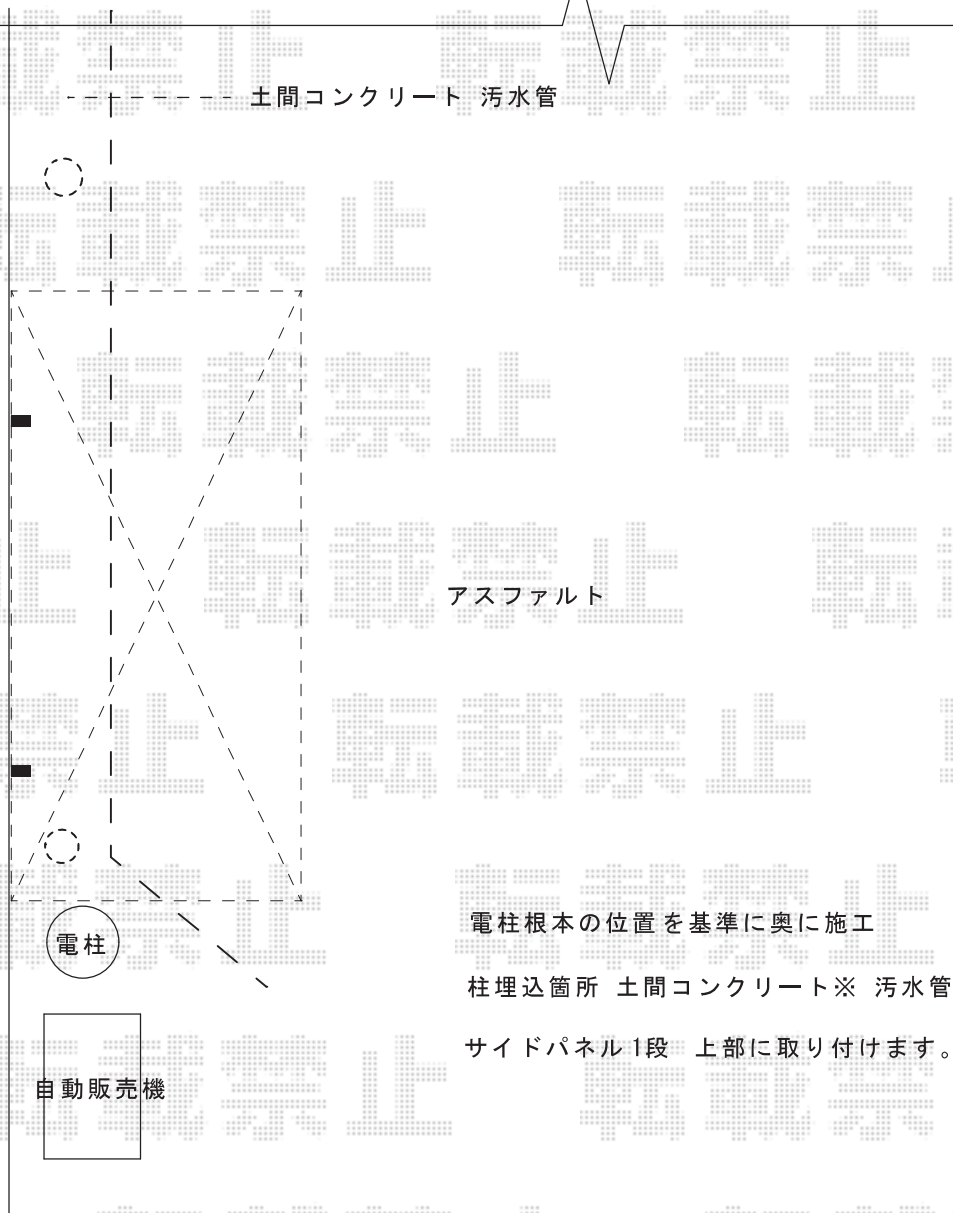 土間コンクリート 汚水管
アスファルト
電柱
電柱根本の位置を基準に奥に施工
柱埋込箇所 土間コンクリート※ 汚水管
サイドパネル1段 上部に取り付けます。
自動販売機
転載禁止